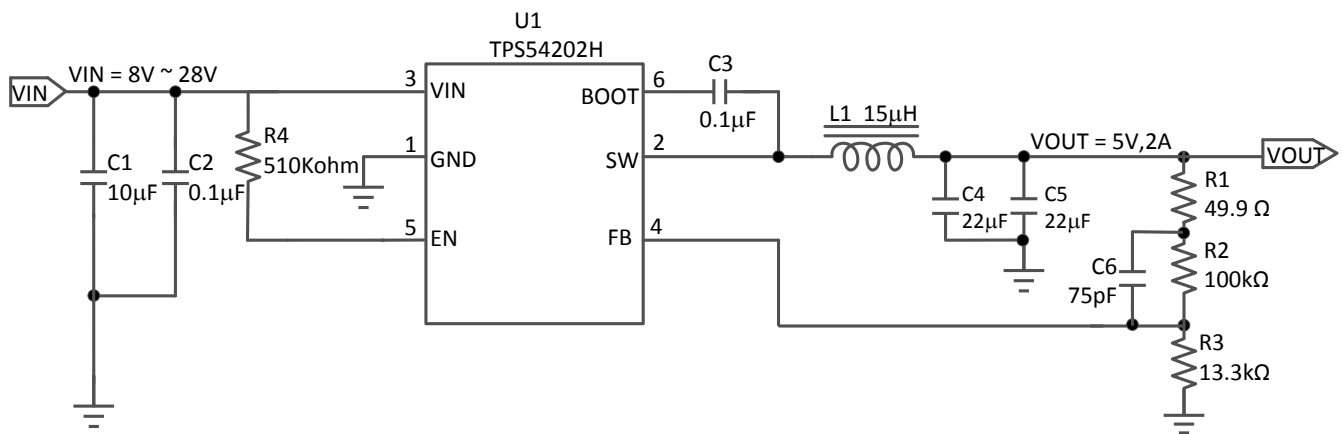 U1
TPS54202H
VIN
VIN = 8V ~ 28V
3
VIN
BOOT
6
C3
0.1μF
R4
510Kohm
C1
10μF
C2
0.1μF
1
GND
SW
2
L1 15μH
VOUT = 5V,2A
VOUT
C4
22μF
C5
22μF
R1
49.9 Ω
5
EN
FB
4
C6
75pF
R2
100kΩ
R3
13.3kΩ